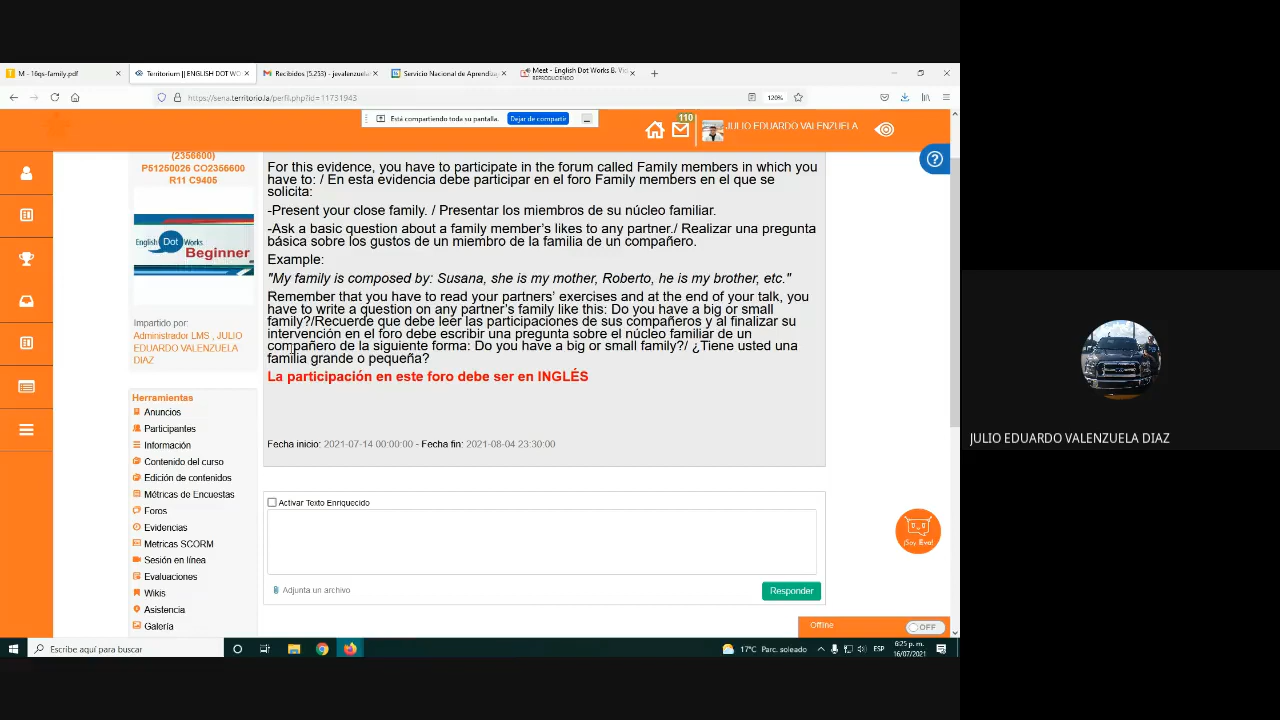 M - 16qs-family.pdf
Territorium || ENGLISH DOT WO
Recibidos (5.253) - jevalenzuela
Servicio Nacional de Aprendizaj
Meet - English Dot Works B.
REPRODUCIENDO
https://sena.territorio.la/perfil.php?id=11731943
120%
Está compartiendo toda su pantalla.
Dejar de compartir
110
JULIO EDUARDO VALENZUELA
(2356600)
P51250026 CO2356600
R11 C9405
English Dot Works
Beginner
Impartido por:
Administrador LMS , JULIO
EDUARDO VALENZUELA
DIAZ
Herramientas
Anuncios
Participantes
Información
Contenido del curso
Edición de contenidos
Métricas de Encuestas
Foros
Evidencias
Metricas SCORM
Sesión en línea
Evaluaciones
Wikis
Asistencia
Galería
For this evidence, you have to participate in the forum called Family members in which you
have to: / En esta evidencia debe participar en el foro Family members en el que se
solicita:
-Present your close family. / Presentar los miembros de su núcleo familiar.
-Ask a basic question about a family member's likes to any partner./ Realizar una pregunta
básica sobre los gustos de un miembro de la familia de un compañero.
Example:
"My family is composed by: Susana, she is my mother, Roberto, he is my brother, etc."
Remember that you have to read your partners' exercises and at the end of your talk, you
have to write a question on any partner's family like this: Do you have a big or small
family?/Recuerde que debe leer las participaciones de sus compañeros y al finalizar su
intervención en el foro debe escribir una pregunta sobre el núcleo familiar de un
compañero de la siguiente forma: Do you have a big or small family?/ ¿Tiene usted una
familia grande o pequeña?
La participación en este foro debe ser en INGLÉS
Fecha inicio: 2021-07-14 00:00:00 - Fecha fin: 2021-08-04 23:30:00
Activar Texto Enriquecido
Adjunta un archivo
Responder
¡Soy Eva!
Offline
OFF
JULIO EDUARDO VALENZUELA DIAZ
Escribe aquí para buscar
17°C Parc. soleado
ESP
6:25 p. m.
16/07/2021